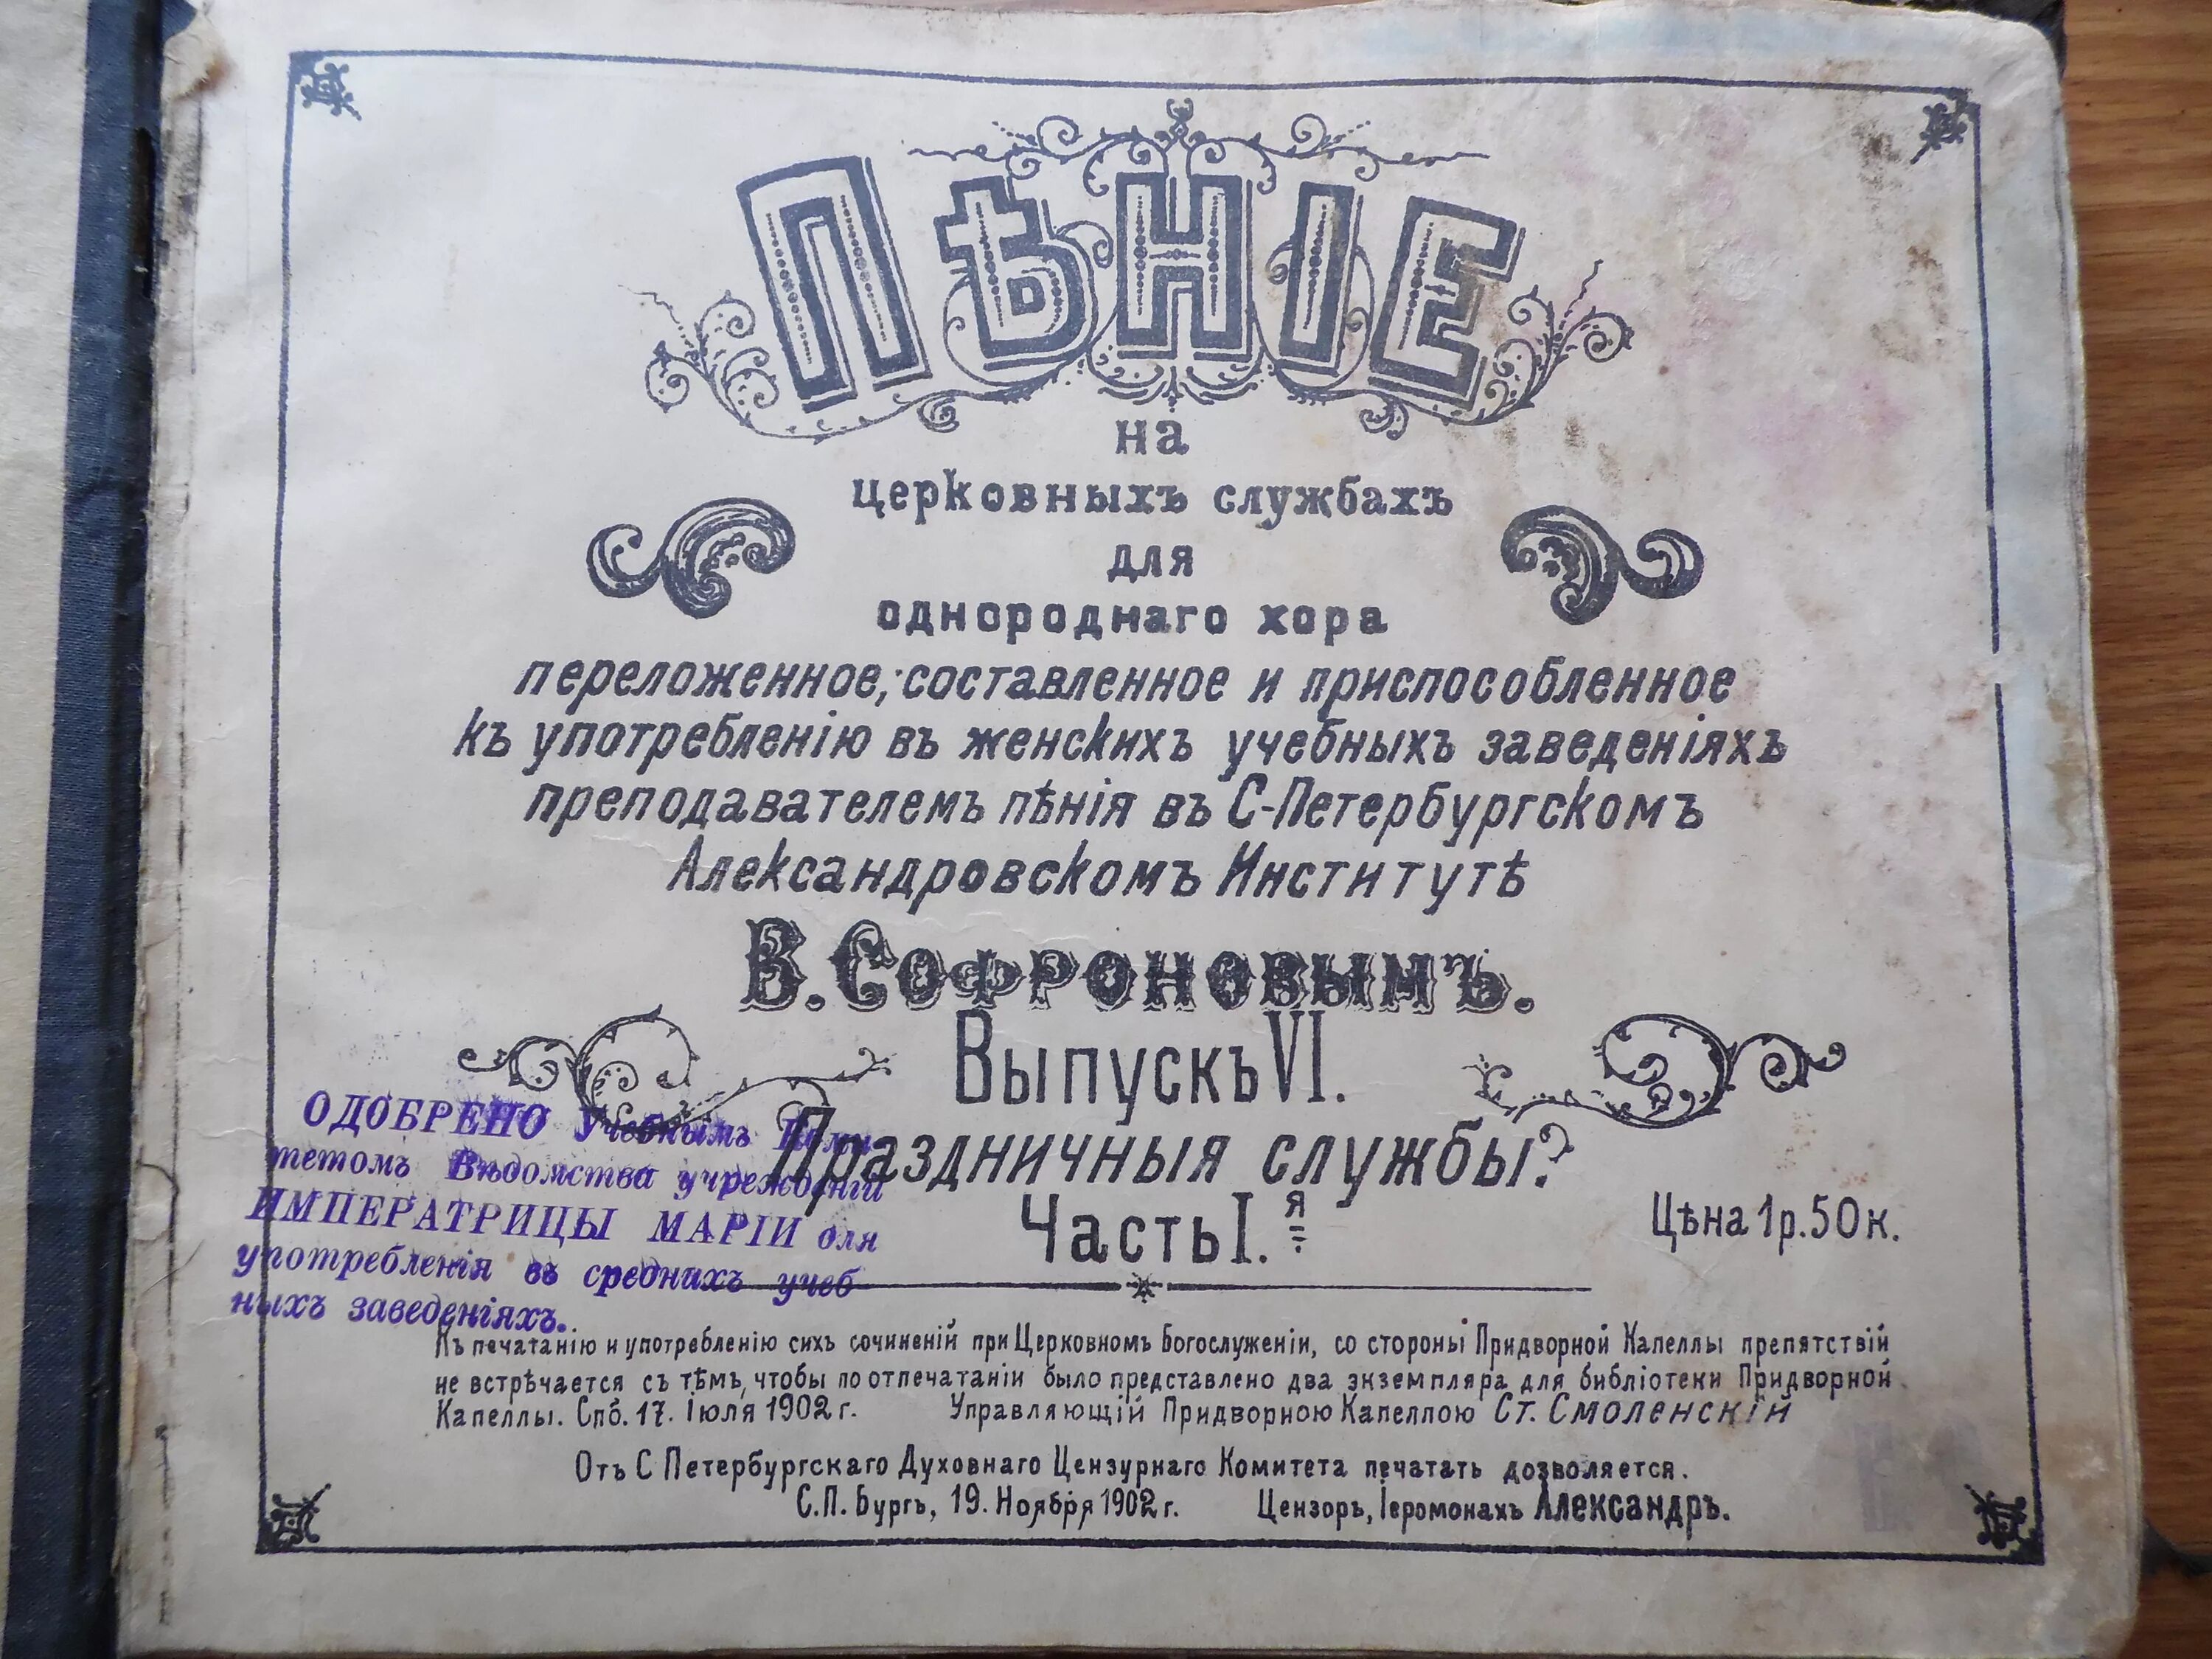 ПѢНІЕ
на
церковныхъ службахъ
для
однороднаго хора
переложенное, составленное и приспособленное
къ употребленію въ женскихъ учебныхъ заведеніяхъ
преподавателемъ пѣнія въ С-Петербургскомъ
Александровскомъ Институтѣ
В. Софроновымъ.
Выпускъ VI.
Праздничныя службы?
Часть I.я
Цѣна 1 р. 50 к.
ОДОБРЕНО Учебнымъ Коми-
тетомъ Вѣдомства учрежденій
ИМПЕРАТРИЦЫ МАРІИ для
употребленія въ среднихъ учеб-
ныхъ заведеніяхъ.
Къ печатанію и употребленію сихъ сочиненій при Церковномъ Богослуженіи, со стороны Придворной Капеллы препятствій
не встрѣчается съ тѣмъ, чтобы по отпечатаніи было представлено два экземпляра для библіотеки Придворной
Капеллы. Спб. 17. Іюля 1902 г. Управляющій Придворною Капеллою Ст. Смоленскій
Отъ С Петербургскаго Духовнаго Цензурнаго Комитета печатать дозволяется.
С.П. Бургъ, 19. Ноября 1902 г. Цензоръ, Іеромонахъ Александръ.